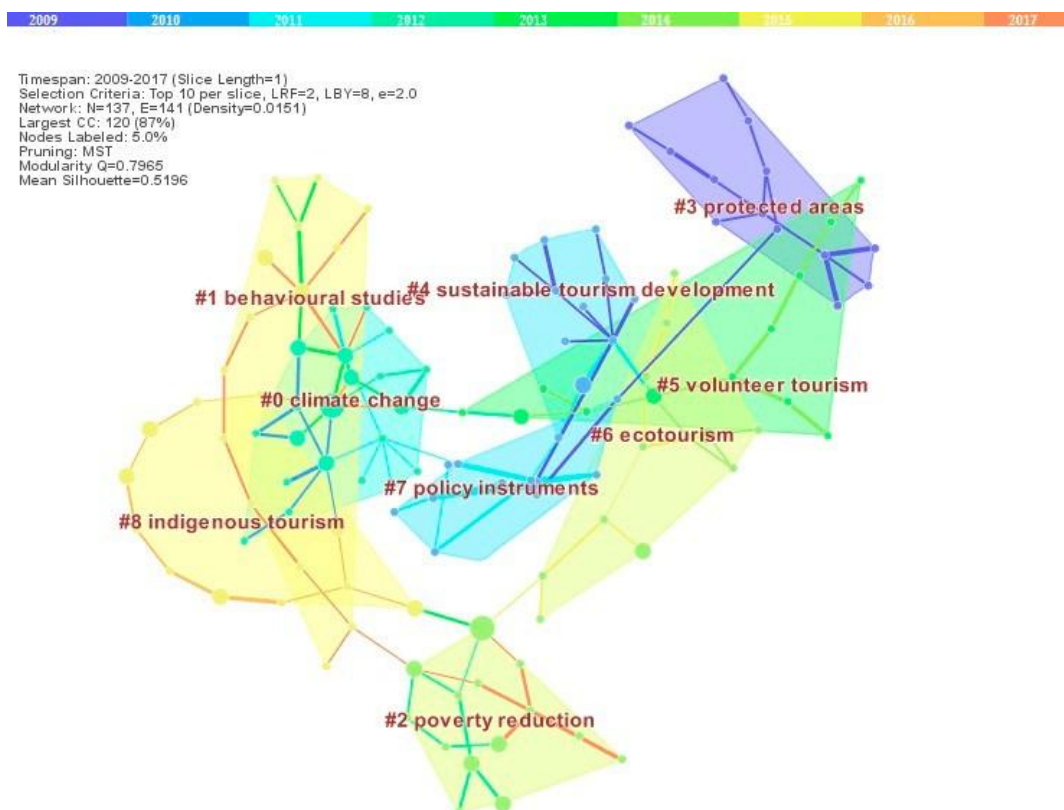 2009 2010 2011 2012 2013 2014 2015 2016 2017
Timespan: 2009-2017 (Slice Length=1)
Selection Criteria: Top 10 per slice, LRF=2, LBY=8, e=2.0
Network: N=137, E=141 (Density=0.0151)
Largest CC: 120 (87%)
Nodes Labeled: 5.0%
Pruning: MST
Modularity Q=0.7965
Mean Silhouette=0.5196
#3 protected areas
#1 behavioural studies
#4 sustainable tourism development
#5 volunteer tourism
#0 climate change
#6 ecotourism
#7 policy instruments
#8 indigenous tourism
#2 poverty reduction